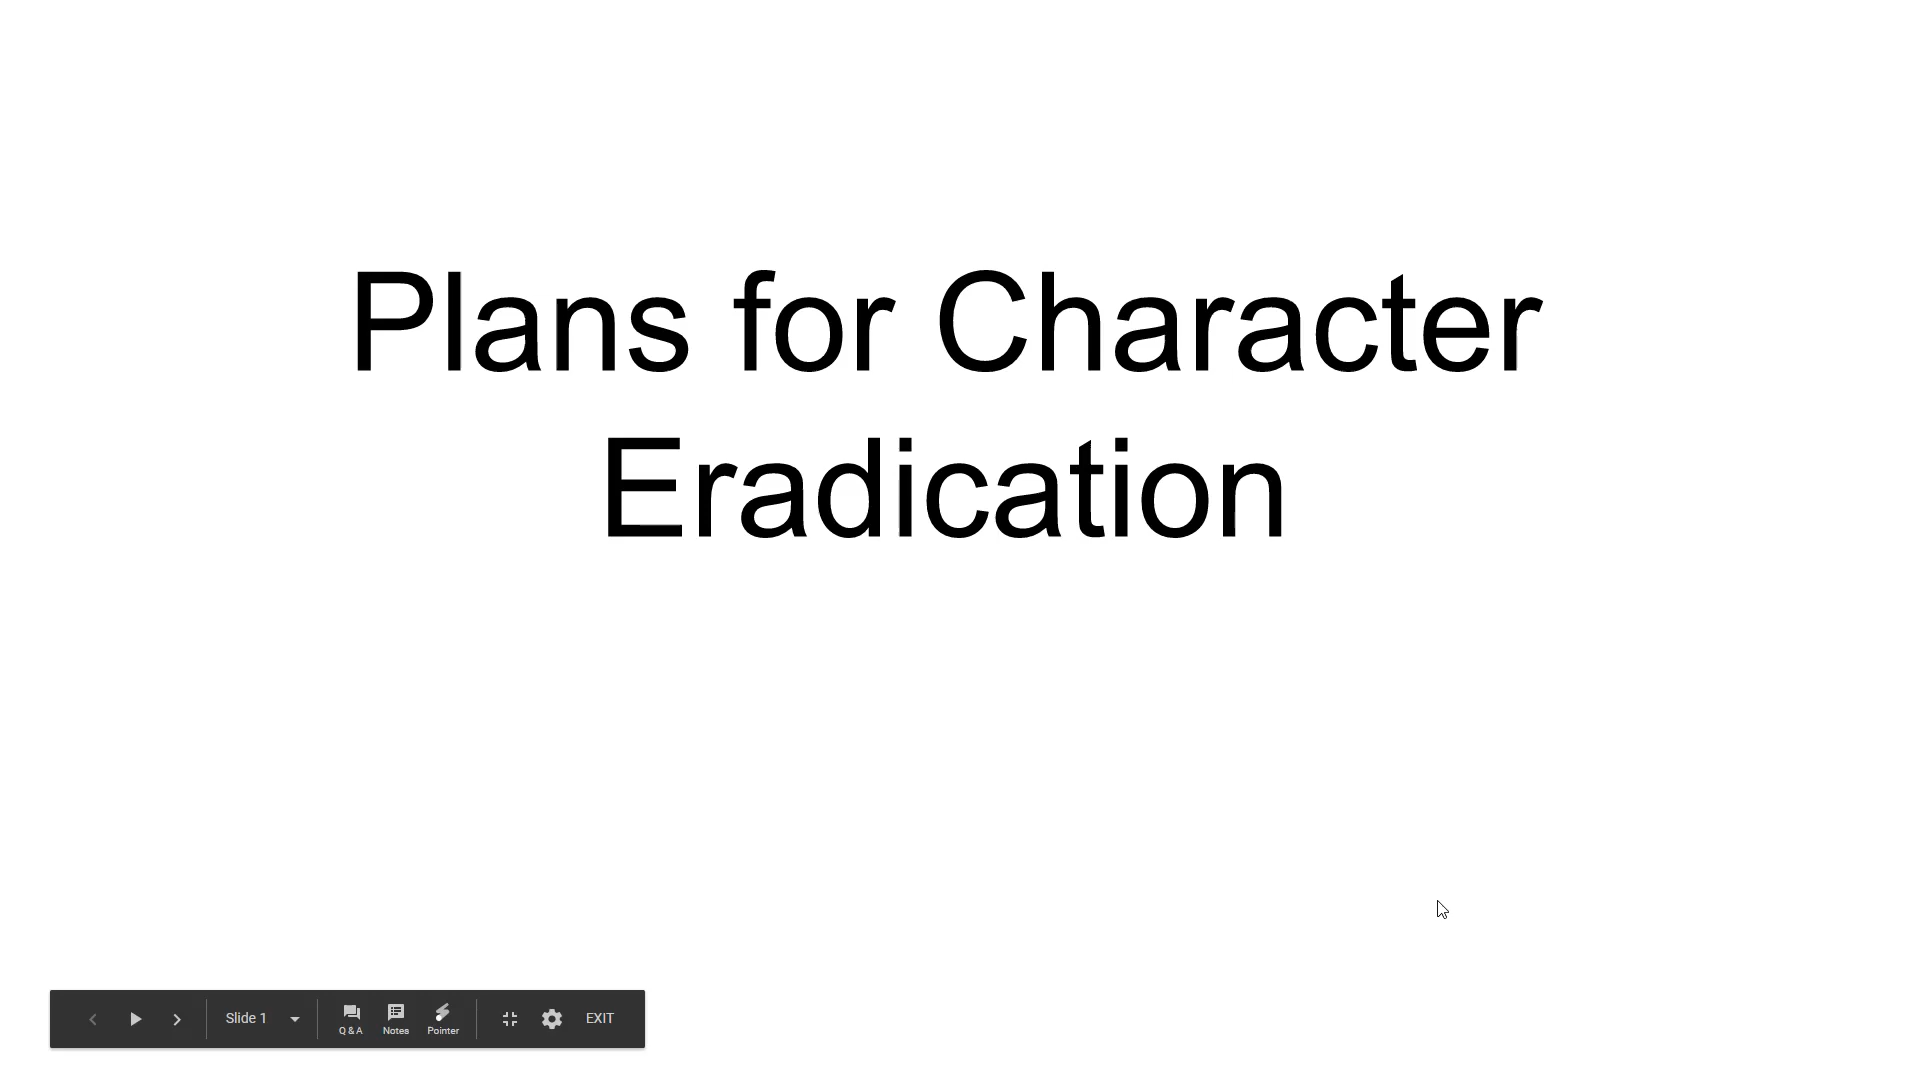 Plans for Character
Eradication
Slide 1
Q & A
Notes
Pointer
EXIT